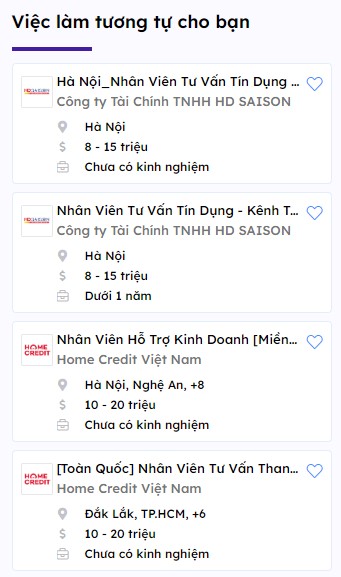 Việc làm tương tự cho bạn
Hà Nội_Nhân Viên Tư Vấn Tín Dụng ...
Công ty Tài Chính TNHH HD SAISON
Hà Nội
8 - 15 triệu
Chưa có kinh nghiệm
Nhân Viên Tư Vấn Tín Dụng - Kênh T...
Công ty Tài Chính TNHH HD SAISON
Hà Nội
8 - 15 triệu
Dưới 1 năm
HOME
CREDIT
Nhân Viên Hỗ Trợ Kinh Doanh [Miền...
Home Credit Việt Nam
Hà Nội, Nghệ An, +8
10 - 20 triệu
Chưa có kinh nghiệm
HOME
CREDIT
[Toàn Quốc] Nhân Viên Tư Vấn Than...
Home Credit Việt Nam
Đắk Lắk, TP.HCM, +6
10 - 20 triệu
Chưa có kinh nghiệm